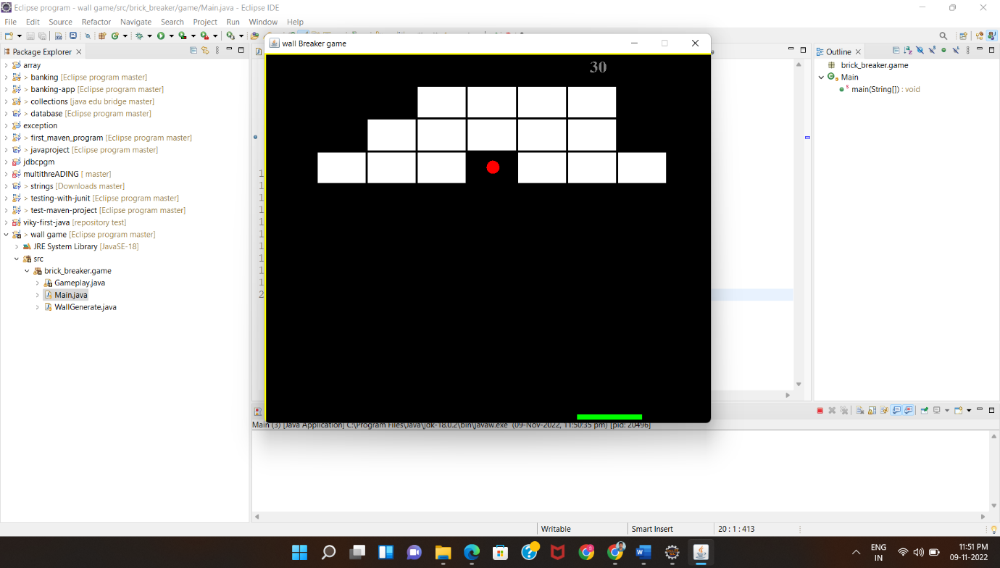 Eclipse program - wall game/src/brick_breaker/game/Main.java - Eclipse IDE
File Edit Source Refactor Navigate Search Project Run Window Help
Package Explorer
array
> banking [Eclipse program master]
> banking-app [Eclipse program master]
> collections [java edu bridge master]
> database [Eclipse program master]
exception
> first_maven_program [Eclipse program master]
> javaproject [Eclipse program master]
jdbcpgm
multithreADING [ master]
> strings [Downloads master]
> testing-with-junit [Eclipse program master]
> test-maven-project [Eclipse program master]
viky-first-java [repository test]
> wall game [Eclipse program master]
JRE System Library [JavaSE-18]
src
brick_breaker.game
Gameplay.java
Main.java
WallGenerate.java
wall Breaker game
30
Outline
brick_breaker.game
Main
main(String[]) : void
Main (3) [Java Application] C:\Program Files\Java\jdk-18.0.2\bin\javaw.exe (09-Nov-2022, 11:50:35 pm) [pid: 20496]
Writable Smart Insert 20 : 1 : 413
ENG
IN
11:51 PM
09-11-2022